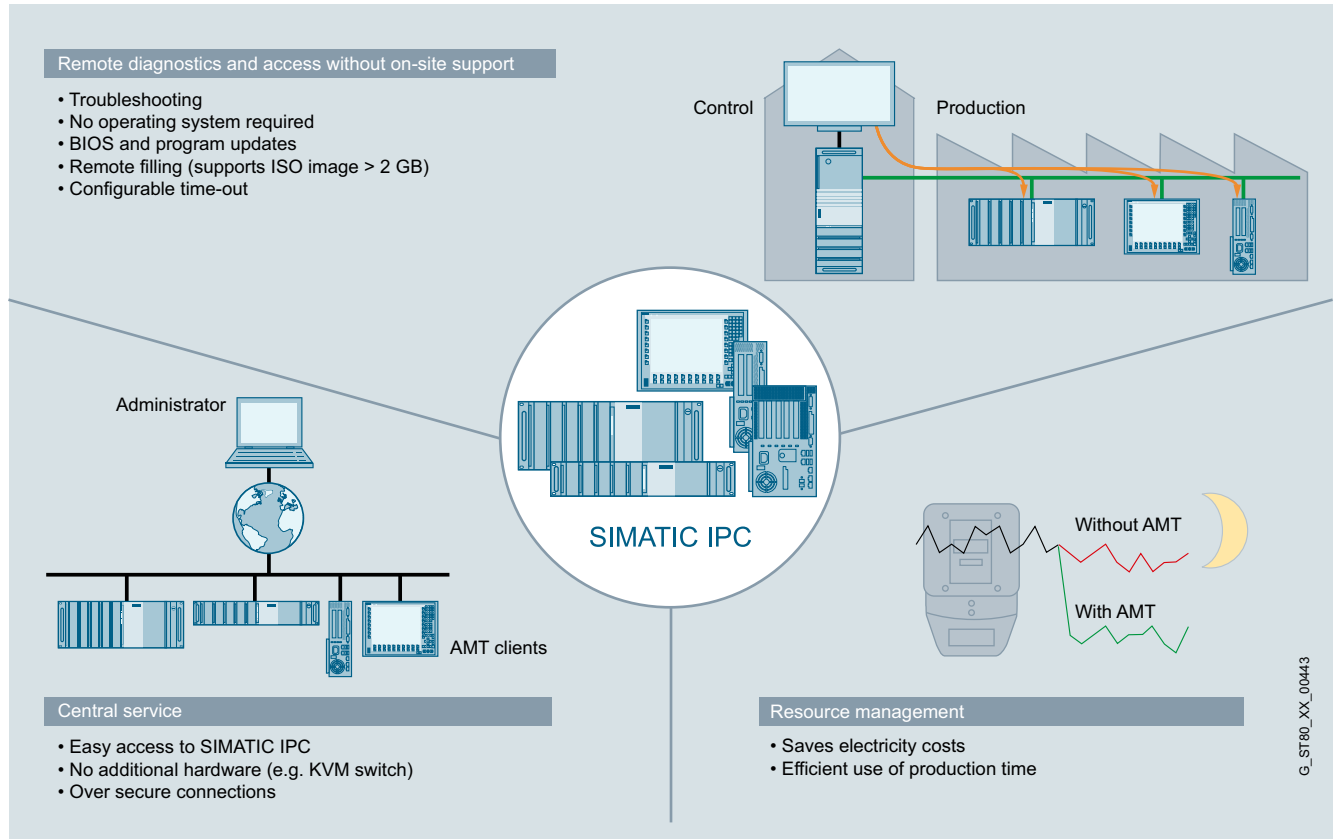 Remote diagnostics and access without on-site support
• Troubleshooting
• No operating system required
• BIOS and program updates
• Remote filling (supports ISO image > 2 GB)
• Configurable time-out
Control
Production
SIMATIC IPC
Administrator
AMT clients
Central service
• Easy access to SIMATIC IPC
• No additional hardware (e.g. KVM switch)
• Over secure connections
Without AMT
With AMT
Resource management
• Saves electricity costs
• Efficient use of production time
G_ST80_XX_00443